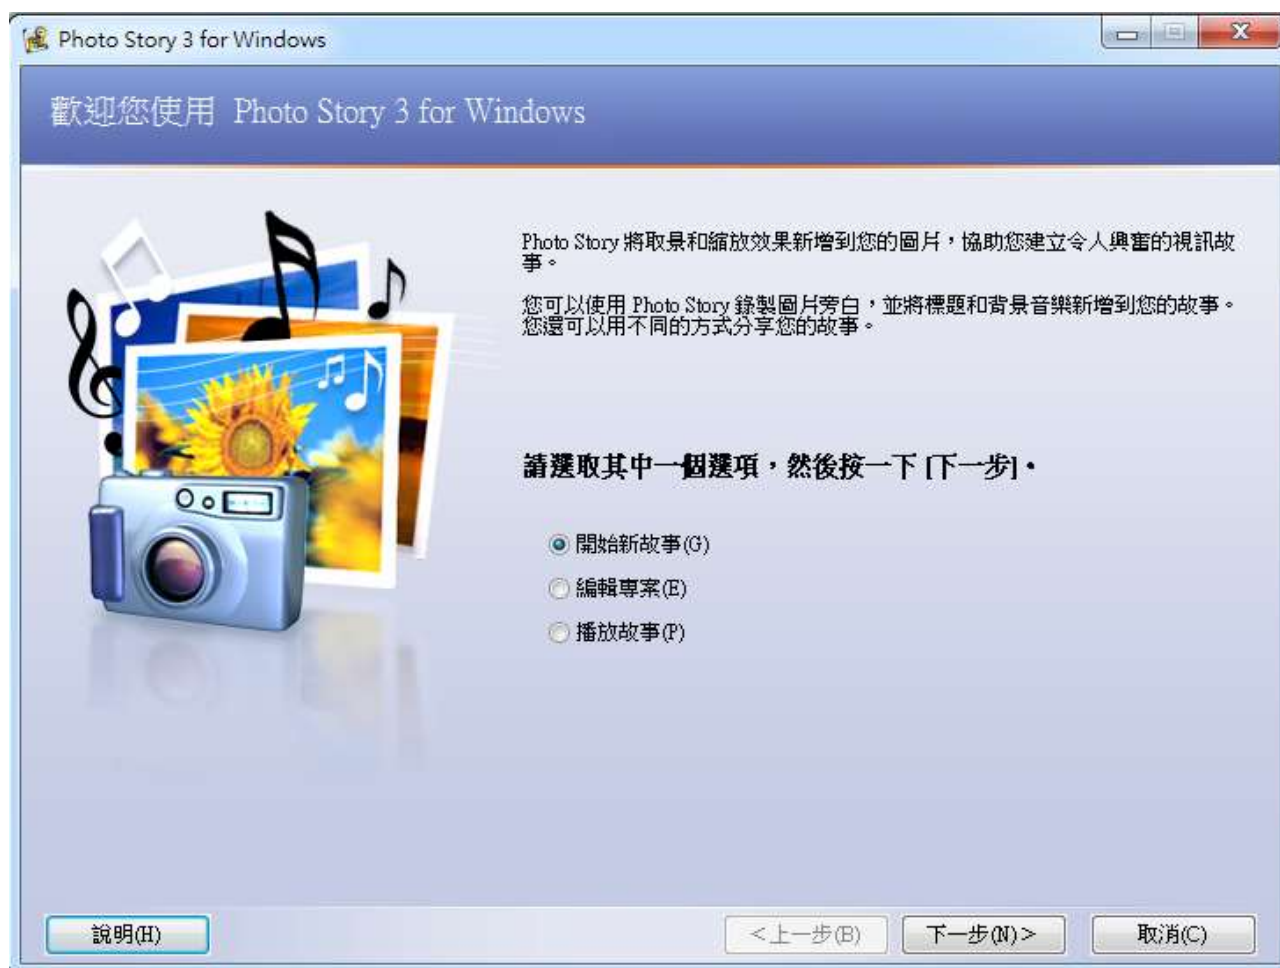 Photo Story 3 for Windows
歡迎您使用 Photo Story 3 for Windows
Photo Story 將取景和縮放效果新增到您的圖片，協助您建立令人興奮的視訊故
事。
您可以使用 Photo Story 錄製圖片旁白，並將標題和背景音樂新增到您的故事。
您還可以用不同的方式分享您的故事。
請選取其中一個選項，然後按一下 [下一步]。
開始新故事(G)
編輯專案(E)
播放故事(P)
說明(H)
<上一步(B)
下一步(N)>
取消(C)